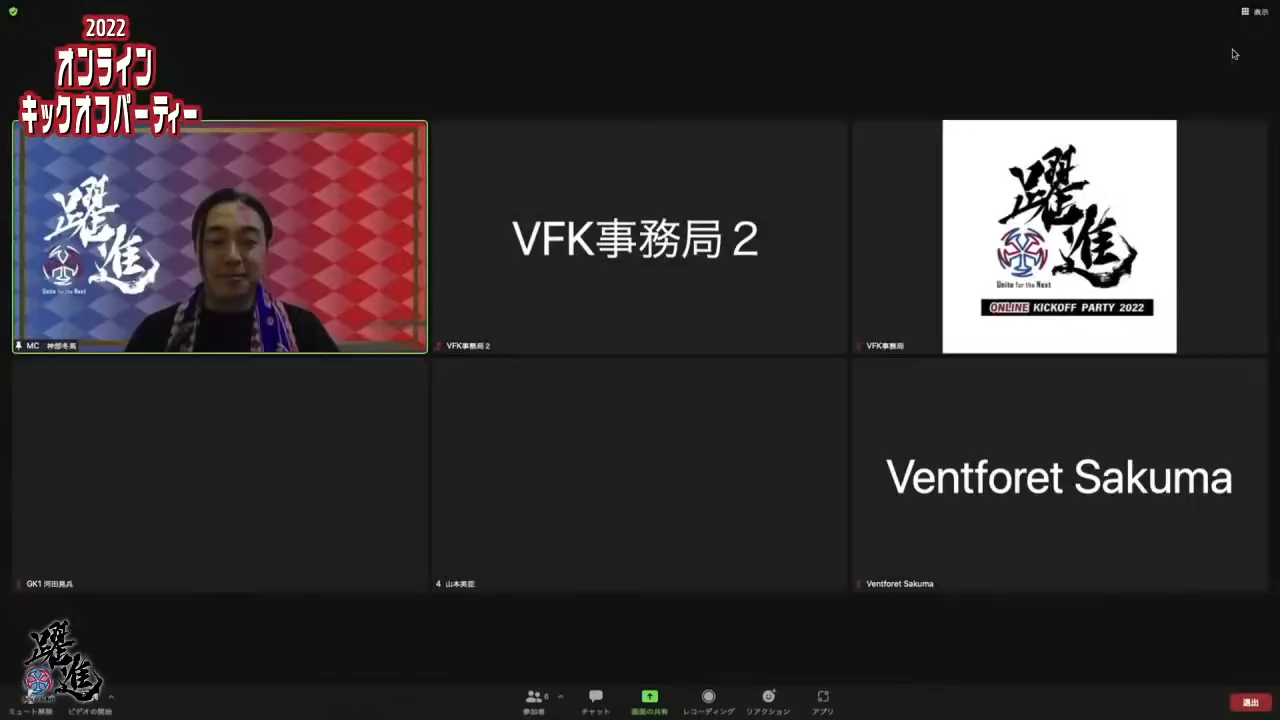 2022
オンライン
キックオフパーティー
表示
躍進
Unite for the Next
MC 神部冬馬
VFK事務局２
VFK事務局２
躍進
Unite for the Next
ONLINE KICKOFF PARTY 2022
VFK事務局
GK1 河田晃兵
4 山本英臣
Ventforet Sakuma
Ventforet Sakuma
躍進
ミュート解除
ビデオの開始
6
参加者
チャット
画面の共有
レコーディング
リアクション
アプリ
退出